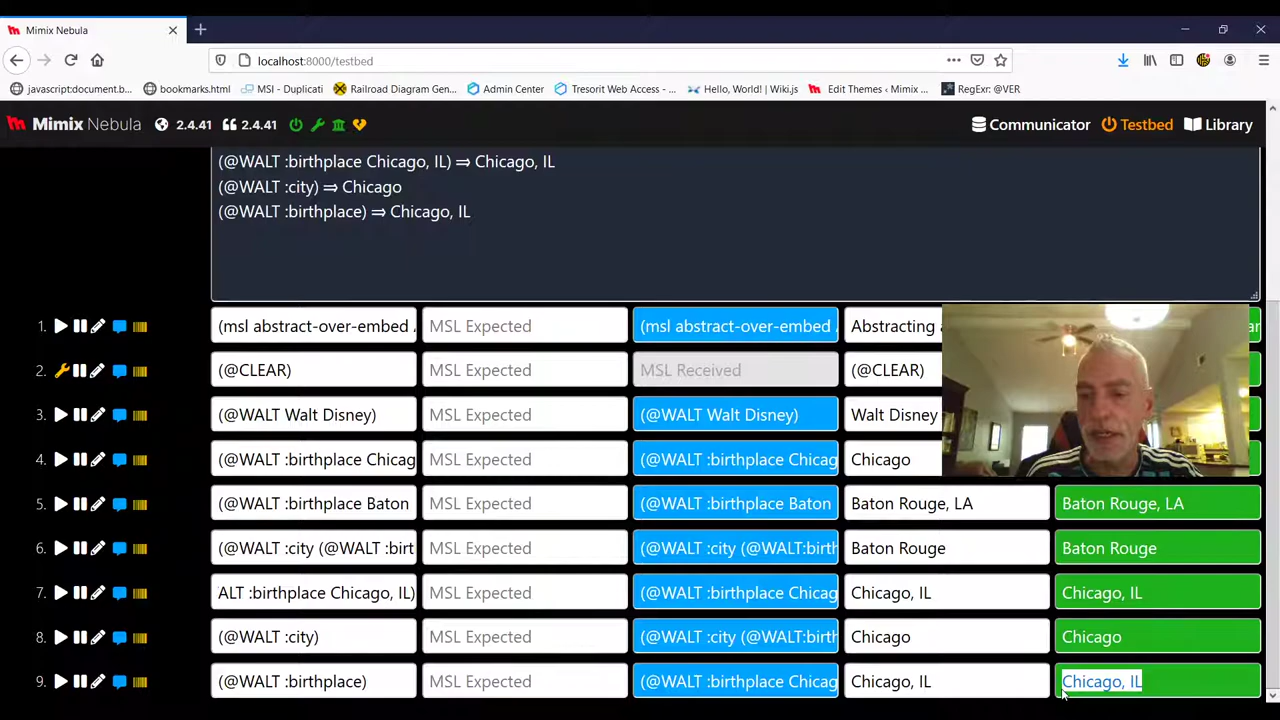 Mimix Nebula
localhost:8000/testbed
javascript:document.b... bookmarks.html MSI - Duplicati Railroad Diagram Gen... Admin Center Tresorit Web Access - ... Hello, World! | Wiki.js Edit Themes ‹ Mimix ... RegExr: @VER
Mimix Nebula 2.4.41 2.4.41 Communicator Testbed Library
(@WALT :birthplace Chicago, IL) ⇒ Chicago, IL
(@WALT :city) ⇒ Chicago
(@WALT :birthplace) ⇒ Chicago, IL
1. (msl abstract-over-embed MSL Expected (msl abstract-over-embed Abstracting
2. (@CLEAR) MSL Expected MSL Received (@CLEAR)
3. (@WALT Walt Disney) MSL Expected (@WALT Walt Disney) Walt Disney
4. (@WALT :birthplace Chicag MSL Expected (@WALT :birthplace Chicag Chicago
5. (@WALT :birthplace Baton MSL Expected (@WALT :birthplace Baton Baton Rouge, LA Baton Rouge, LA
6. (@WALT :city (@WALT :birt MSL Expected (@WALT :city (@WALT:birth Baton Rouge Baton Rouge
7. ALT :birthplace Chicago, IL) MSL Expected (@WALT :birthplace Chicag Chicago, IL Chicago, IL
8. (@WALT :city) MSL Expected (@WALT :city (@WALT:birth Chicago Chicago
9. (@WALT :birthplace) MSL Expected (@WALT :birthplace Chicag Chicago, IL Chicago, IL